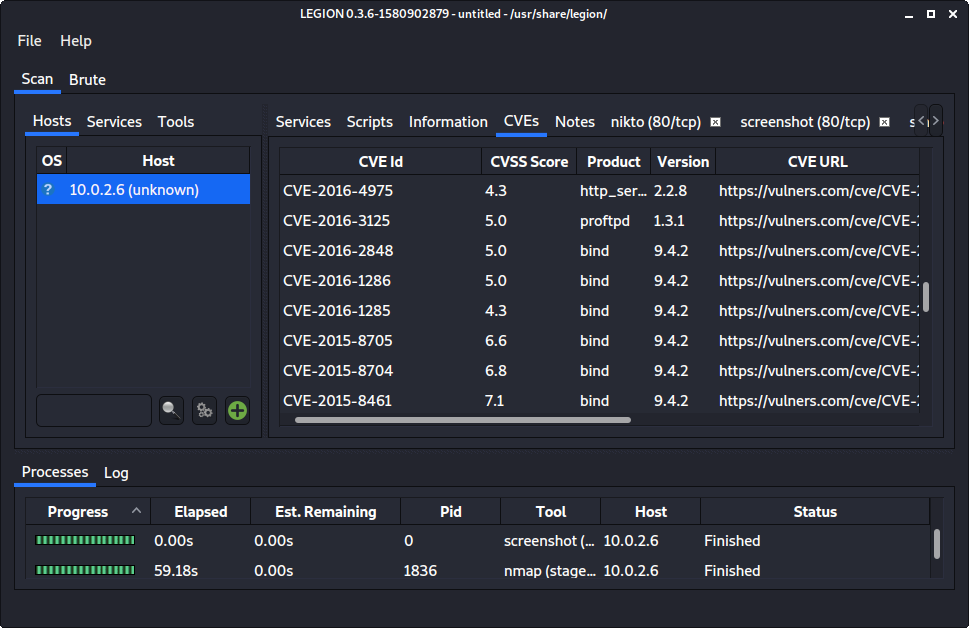 LEGION 0.3.6-1580902879 - untitled - /usr/share/legion/
File Help
Scan Brute
Hosts Services Tools
OS Host
? 10.0.2.6 (unknown)
Services Scripts Information CVEs Notes nikto (80/tcp) screenshot (80/tcp)
CVE Id CVSS Score Product Version CVE URL
CVE-2016-4975 4.3 http_ser... 2.2.8 https://vulners.com/cve/CVE-
CVE-2016-3125 5.0 proftpd 1.3.1 https://vulners.com/cve/CVE-
CVE-2016-2848 5.0 bind 9.4.2 https://vulners.com/cve/CVE-
CVE-2016-1286 5.0 bind 9.4.2 https://vulners.com/cve/CVE-
CVE-2016-1285 4.3 bind 9.4.2 https://vulners.com/cve/CVE-
CVE-2015-8705 6.6 bind 9.4.2 https://vulners.com/cve/CVE-
CVE-2015-8704 6.8 bind 9.4.2 https://vulners.com/cve/CVE-
CVE-2015-8461 7.1 bind 9.4.2 https://vulners.com/cve/CVE-
Processes Log
Progress Elapsed Est. Remaining Pid Tool Host Status
0.00s 0.00s 0 screenshot (... 10.0.2.6 Finished
59.18s 0.00s 1836 nmap (stage... 10.0.2.6 Finished